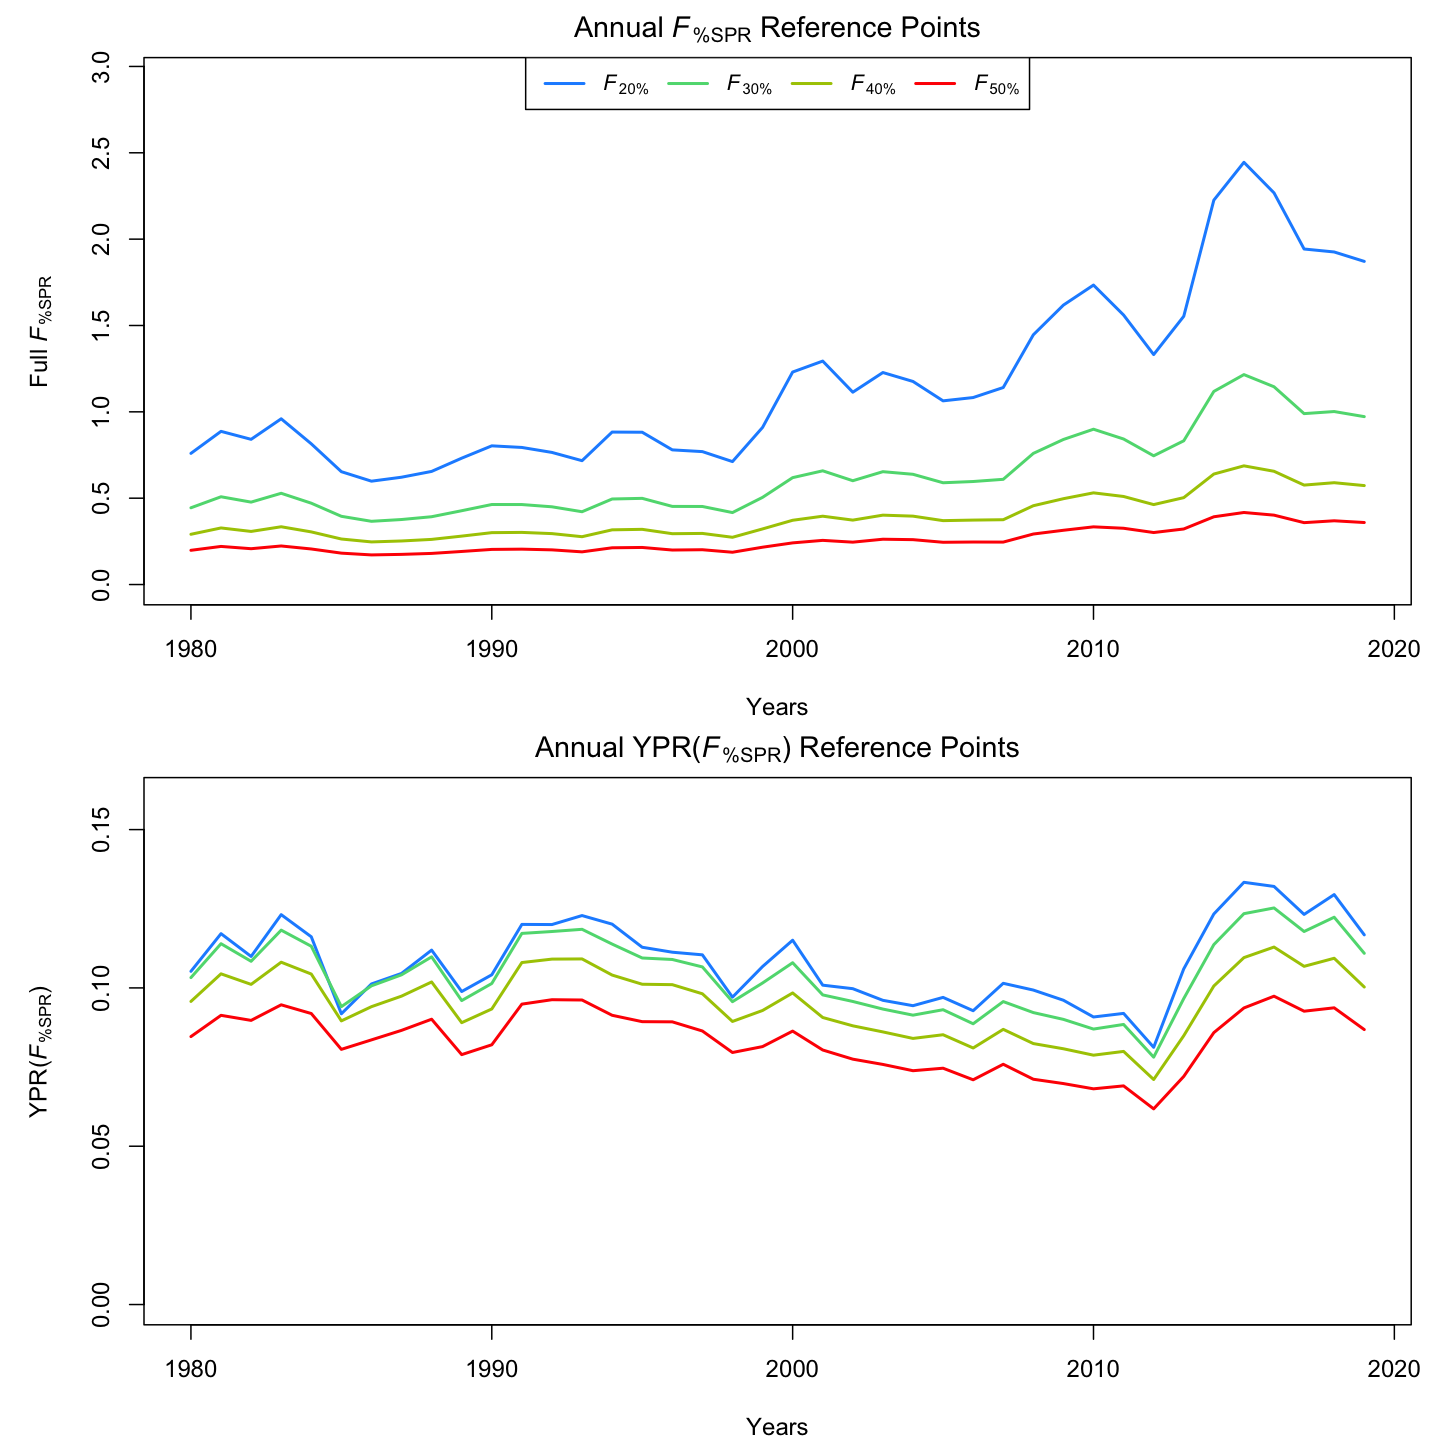 Annual F%SPR Reference Points
F20% F30% F40% F50%
Full F%SPR
3.0
2.5
2.0
1.5
1.0
0.5
0.0
1980 1990 2000 2010 2020
Years
Annual YPR(F%SPR) Reference Points
YPR(F%SPR)
0.15
0.10
0.05
0.00
1980 1990 2000 2010 2020
Years